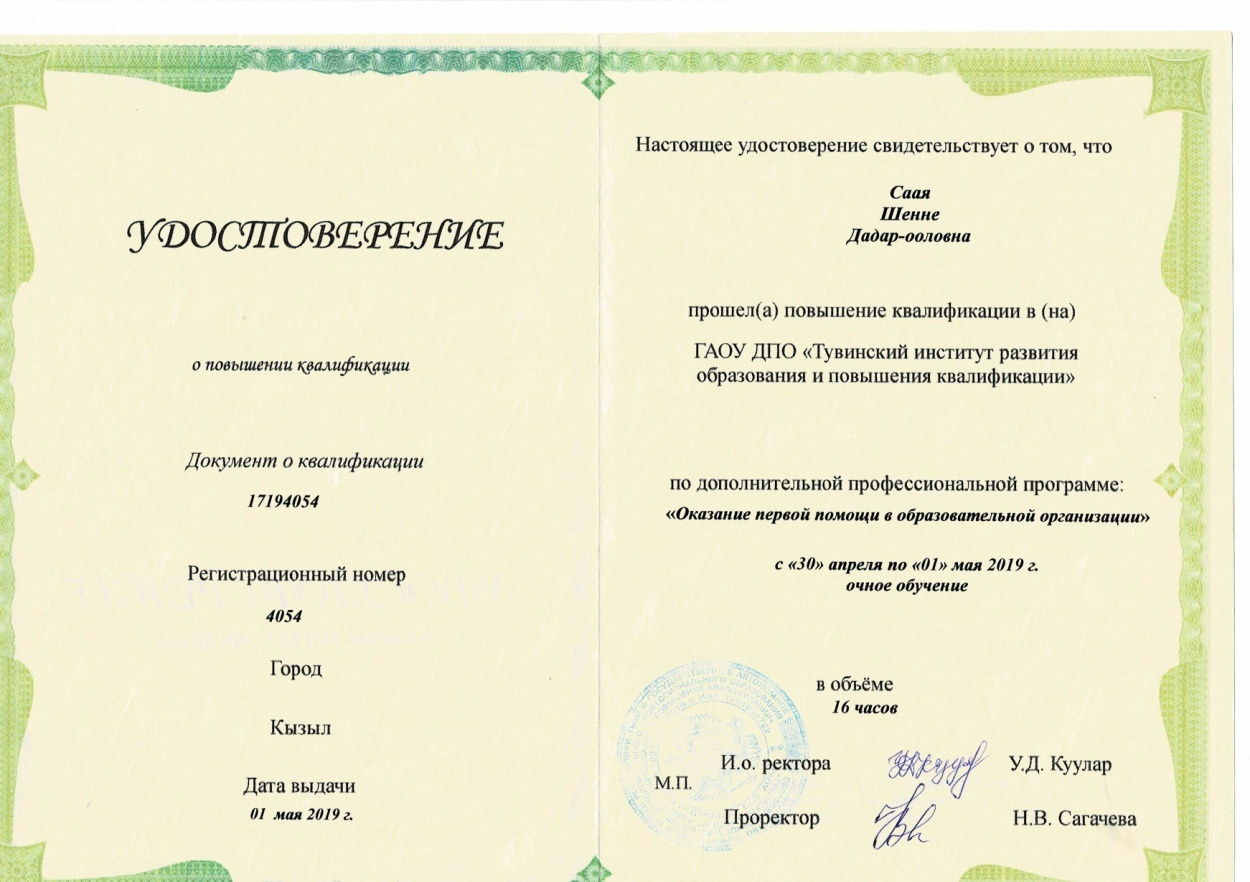 УДОСТОВЕРЕНИЕ
о повышении квалификации
Документ о квалификации
17194054
Регистрационный номер
4054
Город
Кызыл
Дата выдачи
01 мая 2019 г.
Настоящее удостоверение свидетельствует о том, что
Саая
Шенне
Дадар-ооловна
прошел(а) повышение квалификации в (на)
ГАОУ ДПО «Тувинский институт развития
образования и повышения квалификации»
по дополнительной профессиональной программе:
«Оказание первой помощи в образовательной организации»
с «30» апреля по «01» мая 2019 г.
очное обучение
в объёме
16 часов
М.П.
И.о. ректора
У.Д. Куулар
Проректор
Н.В. Сагачева